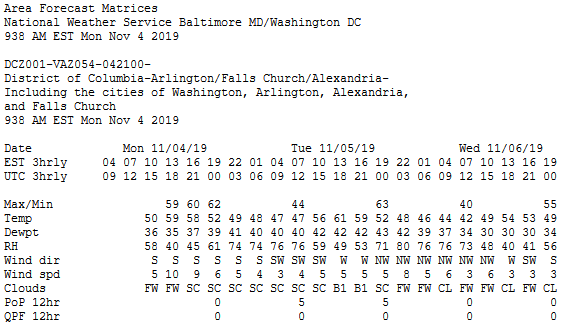 Area Forecast Matrices
National Weather Service Baltimore MD/Washington DC
938 AM EST Mon Nov 4 2019
DCZ001-VAZ054-042100-
District of Columbia-Arlington/Falls Church/Alexandria-
Including the cities of Washington, Arlington, Alexandria,
and Falls Church
938 AM EST Mon Nov 4 2019
Date Mon 11/04/19 Tue 11/05/19 Wed 11/06/19
EST 3hrly 04 07 10 13 16 19 22 01 04 07 10 13 16 19 22 01 04 07 10 13 16 19
UTC 3hrly 09 12 15 18 21 00 03 06 09 12 15 18 21 00 03 06 09 12 15 18 21 00
Max/Min 59 60 62 44 63 40 55
Temp 50 59 58 52 49 48 47 47 56 61 59 52 48 46 44 42 49 54 53 49
Dewpt 36 35 37 39 41 40 40 40 42 42 42 43 42 39 37 34 30 30 30 34
RH 58 40 45 61 74 74 76 76 59 49 53 71 80 76 76 73 48 40 41 56
Wind dir S S S S S S SW SW SW W W NW NW NW NW NW NW W SW S
Wind spd 5 10 9 6 5 4 3 4 5 5 5 5 8 5 6 3 6 3 3 3
Clouds FW FW SC SC SC SC SC SC SC B1 B1 SC FW FW CL FW FW CL FW CL
PoP 12hr 0 5 5 0 0
QPF 12hr 0 0 0 0 0